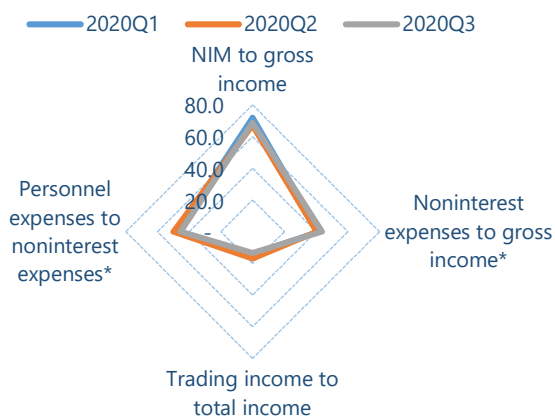 2020Q1 2020Q2 2020Q3
NIM to gross
income
80.0
60.0
40.0
20.0
-
Personnel
expenses to
noninterest
expenses*
Noninterest
expenses to gross
income*
Trading income to
total income